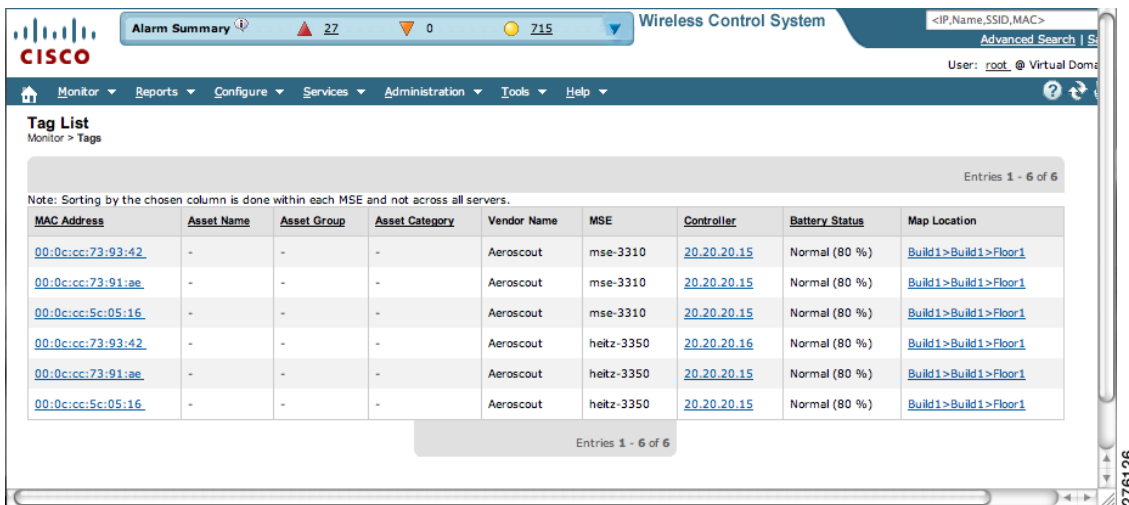 Alarm Summary 27 0 715
Wireless Control System
<IP,Name,SSID,MAC>
Advanced Search |
CISCO
User: root @ Virtual Doma
Monitor Reports Configure Services Administration Tools Help
Tag List
Monitor > Tags
Entries 1 - 6 of 6
Note: Sorting by the chosen column is done within each MSE and not across all servers.
MAC Address Asset Name Asset Group Asset Category Vendor Name MSE Controller Battery Status Map Location
00:0c:cc:73:93:42 - - - Aeroscout mse-3310 20.20.20.15 Normal (80 %) Build1>Build1>Floor1
00:0c:cc:73:91:ae - - - Aeroscout mse-3310 20.20.20.15 Normal (80 %) Build1>Build1>Floor1
00:0c:cc:5c:05:16 - - - Aeroscout mse-3310 20.20.20.15 Normal (80 %) Build1>Build1>Floor1
00:0c:cc:73:93:42 - - - Aeroscout heitz-3350 20.20.20.16 Normal (80 %) Build1>Build1>Floor1
00:0c:cc:73:91:ae - - - Aeroscout heitz-3350 20.20.20.15 Normal (80 %) Build1>Build1>Floor1
00:0c:cc:5c:05:16 - - - Aeroscout heitz-3350 20.20.20.15 Normal (80 %) Build1>Build1>Floor1
Entries 1 - 6 of 6
276126